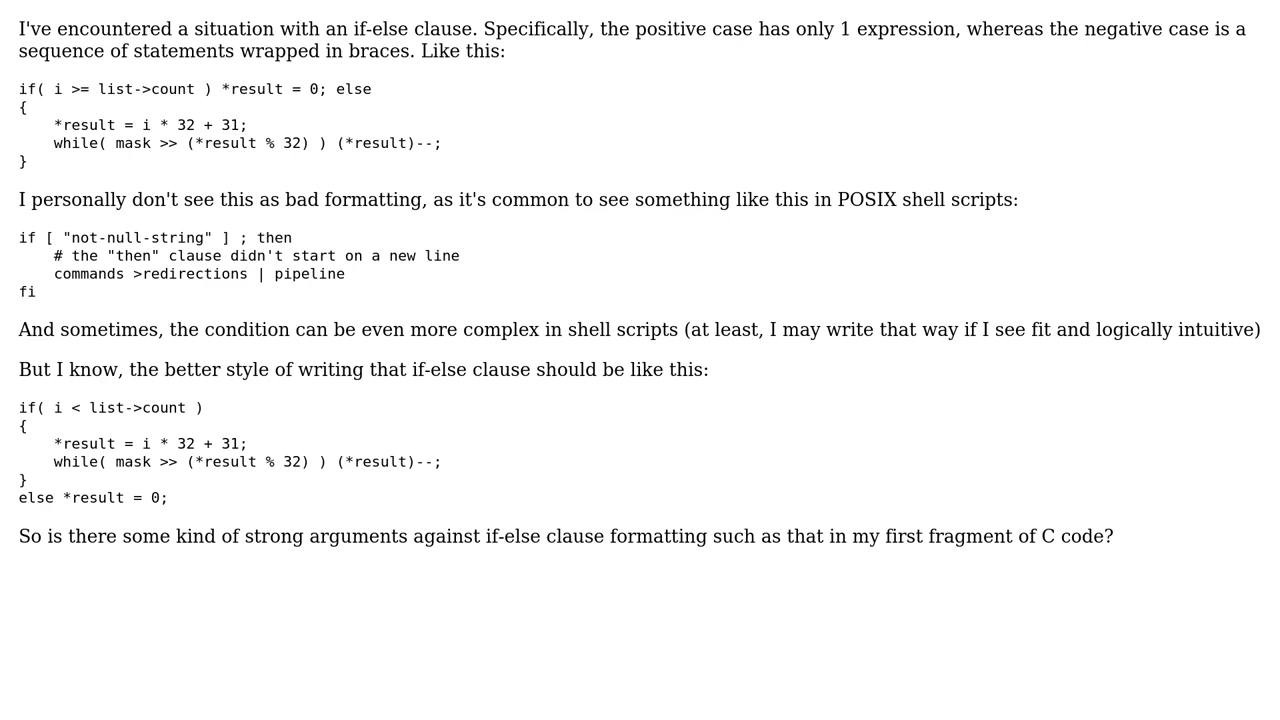 I've encountered a situation with an if-else clause. Specifically, the positive case has only 1 expression, whereas the negative case is a
sequence of statements wrapped in braces. Like this:
if( i >= list->count ) *result = 0; else
{
    *result = i * 32 + 31;
    while( mask >> (*result % 32) ) (*result)--;
}
I personally don't see this as bad formatting, as it's common to see something like this in POSIX shell scripts:
if [ "not-null-string" ] ; then
    # the "then" clause didn't start on a new line
    commands >redirections | pipeline
fi
And sometimes, the condition can be even more complex in shell scripts (at least, I may write that way if I see fit and logically intuitive)
But I know, the better style of writing that if-else clause should be like this:
if( i < list->count )
{
    *result = i * 32 + 31;
    while( mask >> (*result % 32) ) (*result)--;
}
else *result = 0;
So is there some kind of strong arguments against if-else clause formatting such as that in my first fragment of C code?